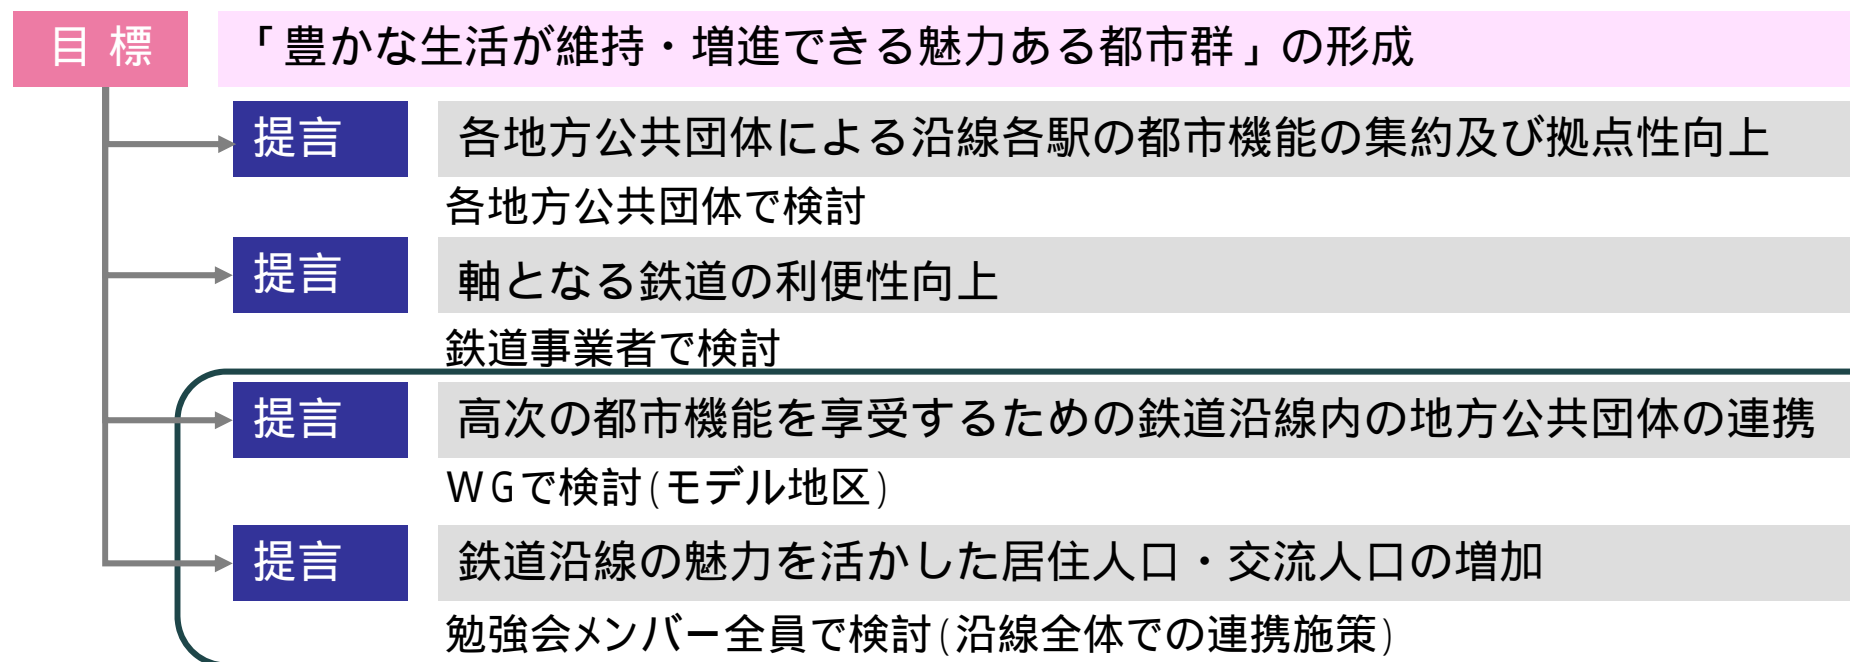 目標 「豊かな生活が維持・増進できる魅力ある都市群」の形成
提言 各地方公共団体による沿線各駅の都市機能の集約及び拠点性向上
各地方公共団体で検討
提言 軸となる鉄道の利便性向上
鉄道事業者で検討
提言 高次の都市機能を享受するための鉄道沿線内の地方公共団体の連携
WGで検討(モデル地区)
提言 鉄道沿線の魅力を活かした居住人口・交流人口の増加
勉強会メンバー全員で検討(沿線全体での連携施策)